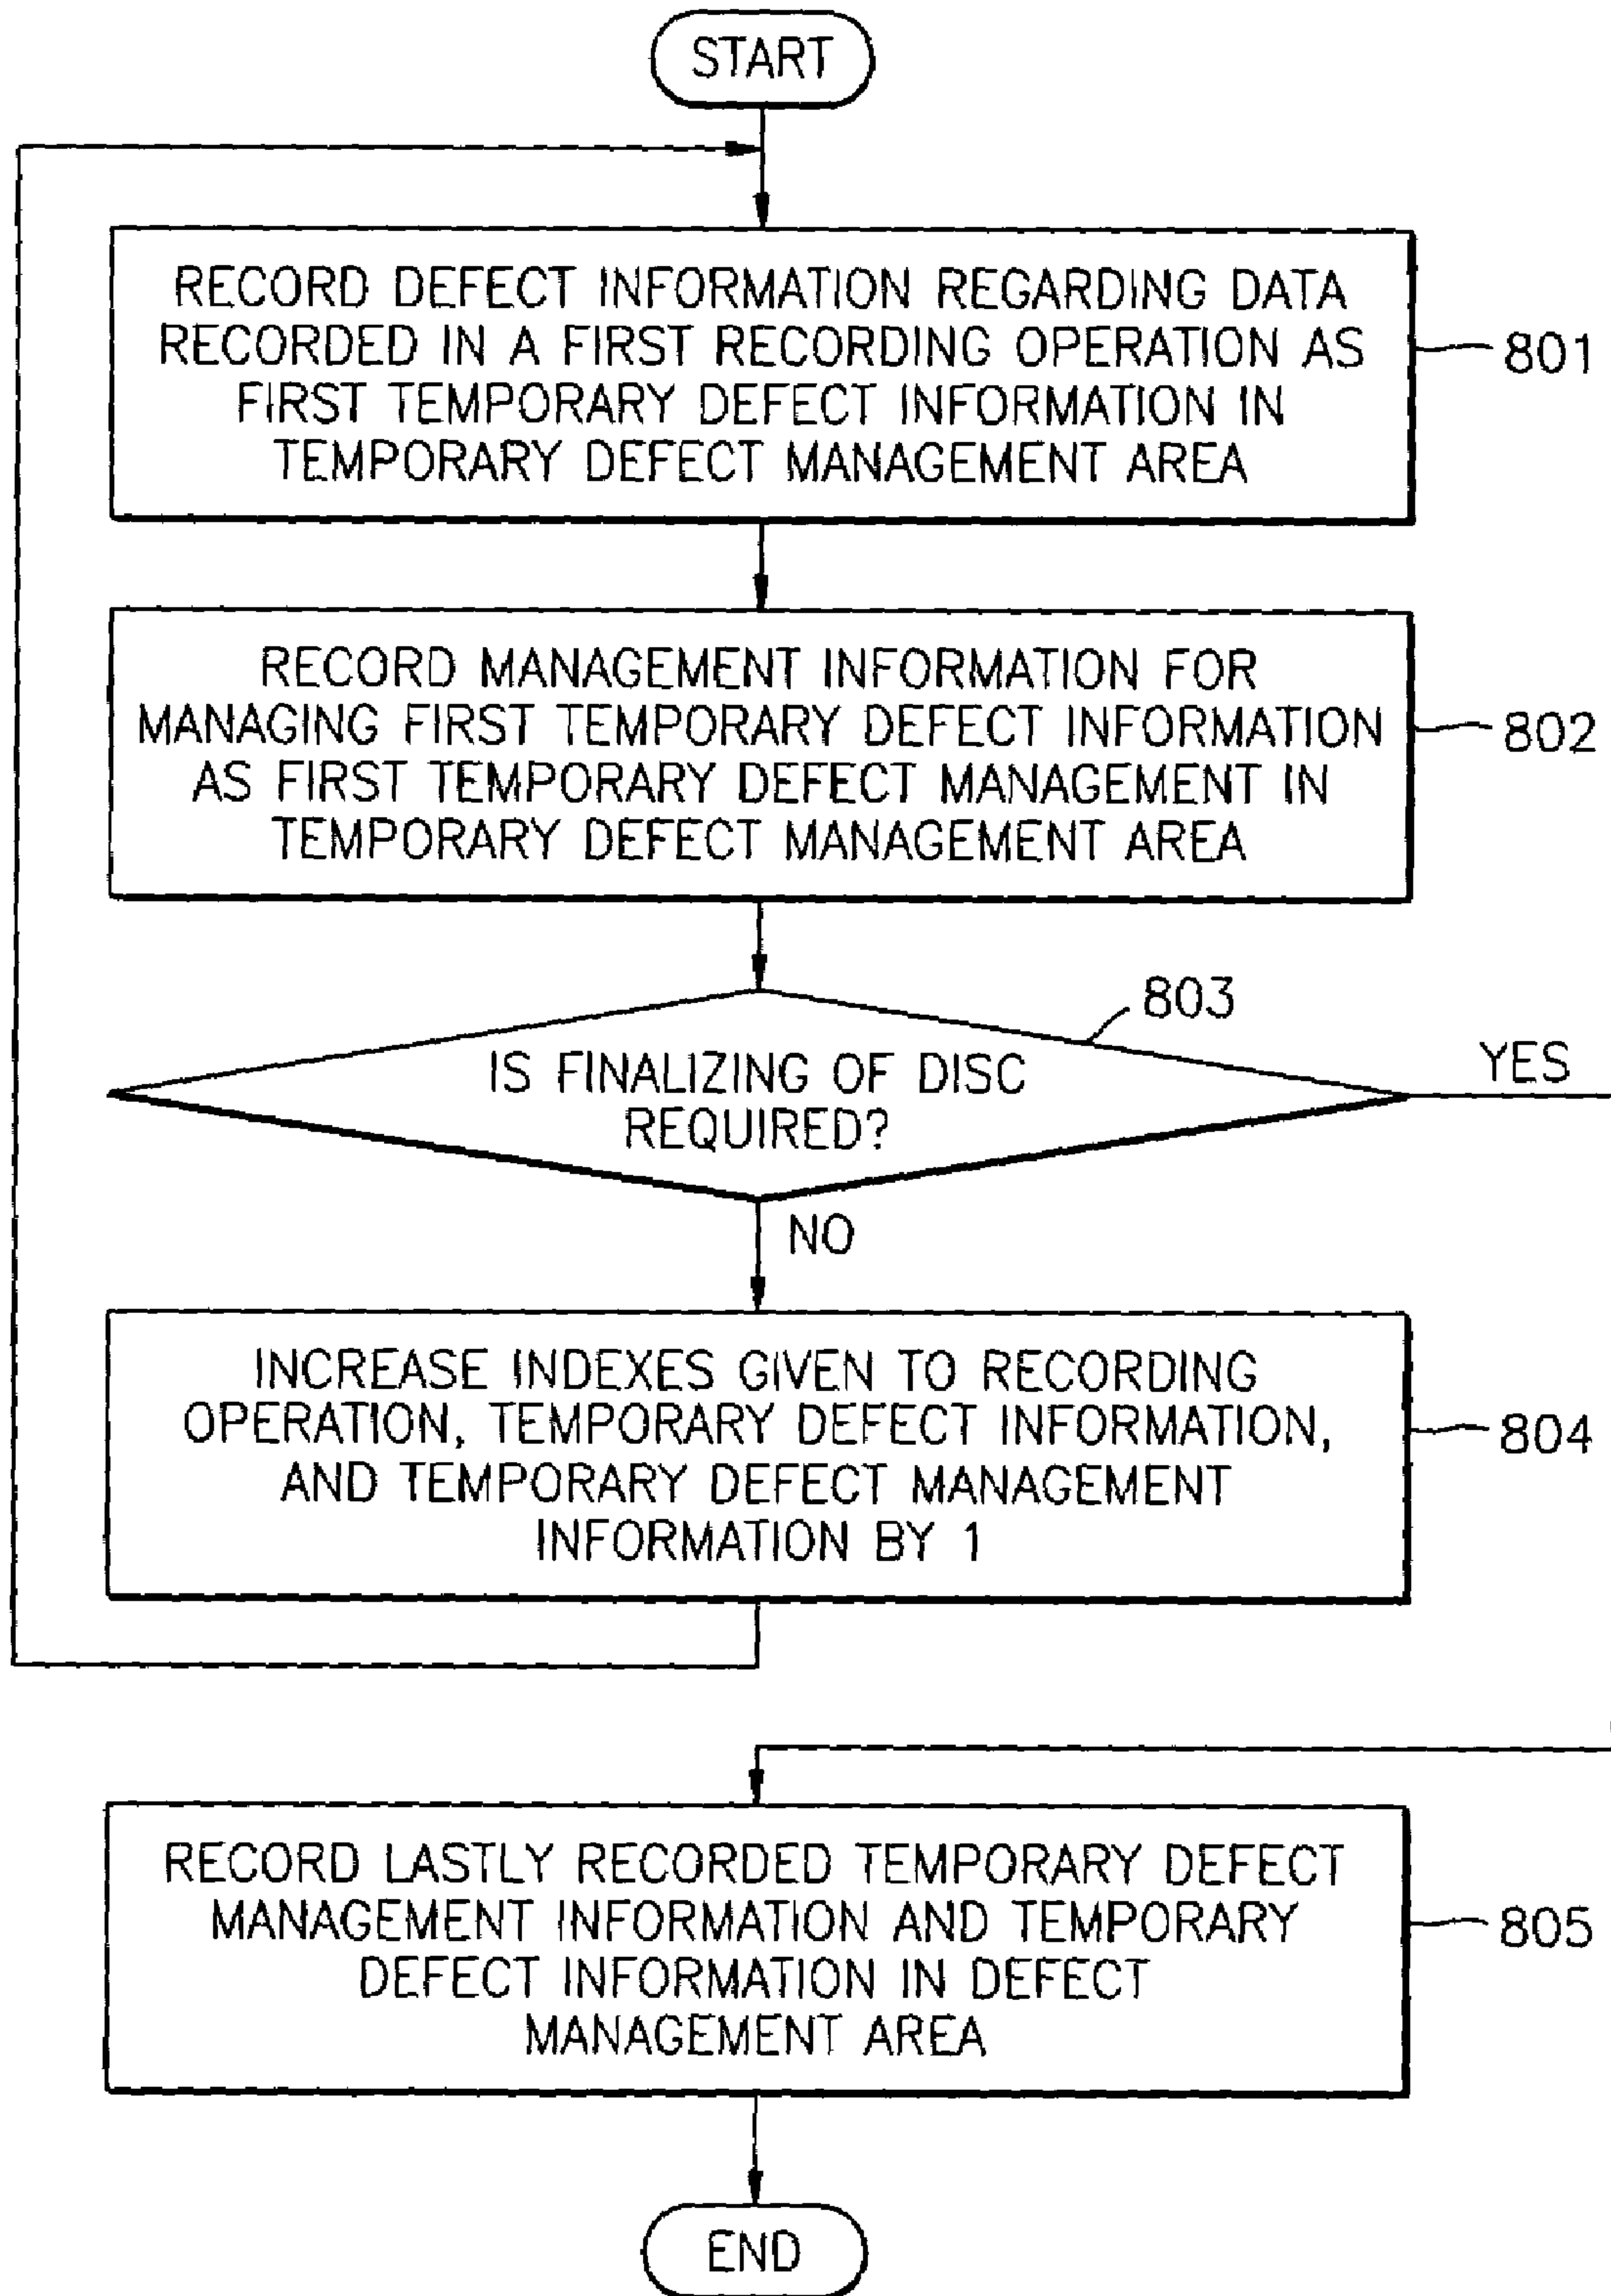 START
RECORD DEFECT INFORMATION REGARDING DATA
RECORDED IN A FIRST RECORDING OPERATION AS
FIRST TEMPORARY DEFECT INFORMATION IN
TEMPORARY DEFECT MANAGEMENT AREA
801
RECORD MANAGEMENT INFORMATION FOR
MANAGING FIRST TEMPORARY DEFECT INFORMATION
AS FIRST TEMPORARY DEFECT MANAGEMENT IN
TEMPORARY DEFECT MANAGEMENT AREA
802
803
IS FINALIZING OF DISC
REQUIRED?
YES
NO
INCREASE INDEXES GIVEN TO RECORDING
OPERATION, TEMPORARY DEFECT INFORMATION,
AND TEMPORARY DEFECT MANAGEMENT
INFORMATION BY 1
804
RECORD LASTLY RECORDED TEMPORARY DEFECT
MANAGEMENT INFORMATION AND TEMPORARY
DEFECT INFORMATION IN DEFECT
MANAGEMENT AREA
805
END